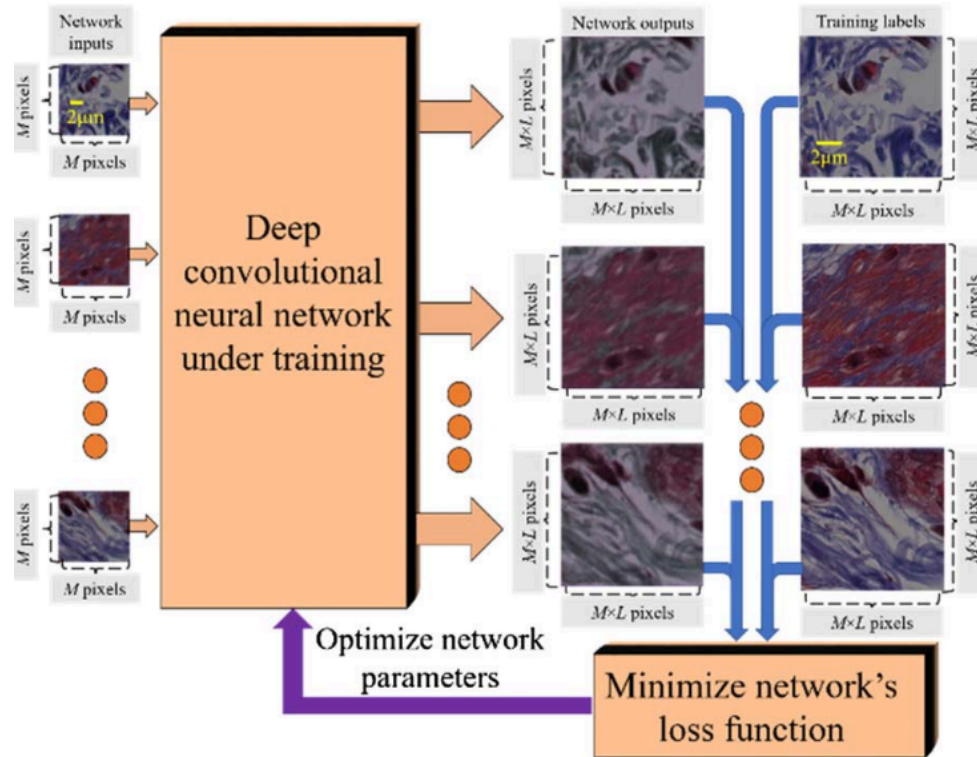 Network
inputs
M pixels
2μm
M pixels
M pixels
M pixels
M pixels
M pixels
Deep
convolutional
neural network
under training
Network outputs
M×L pixels
M×L pixels
M×L pixels
M×L pixels
M×L pixels
M×L pixels
Training labels
2μm
M×L pixels
M×L pixels
M×L pixels
M×L pixels
M×L pixels
M×L pixels
Optimize network
parameters
Minimize network’s
loss function